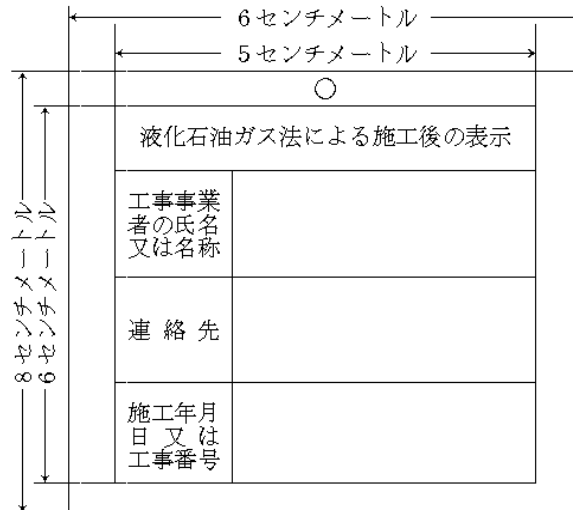 6センチメートル
5センチメートル
○
液化石油ガス法による施工後の表示
工事事業
者の氏名
又は名称
連絡先
施工年月
日又は
工事番号
8センチメートル
6センチメートル